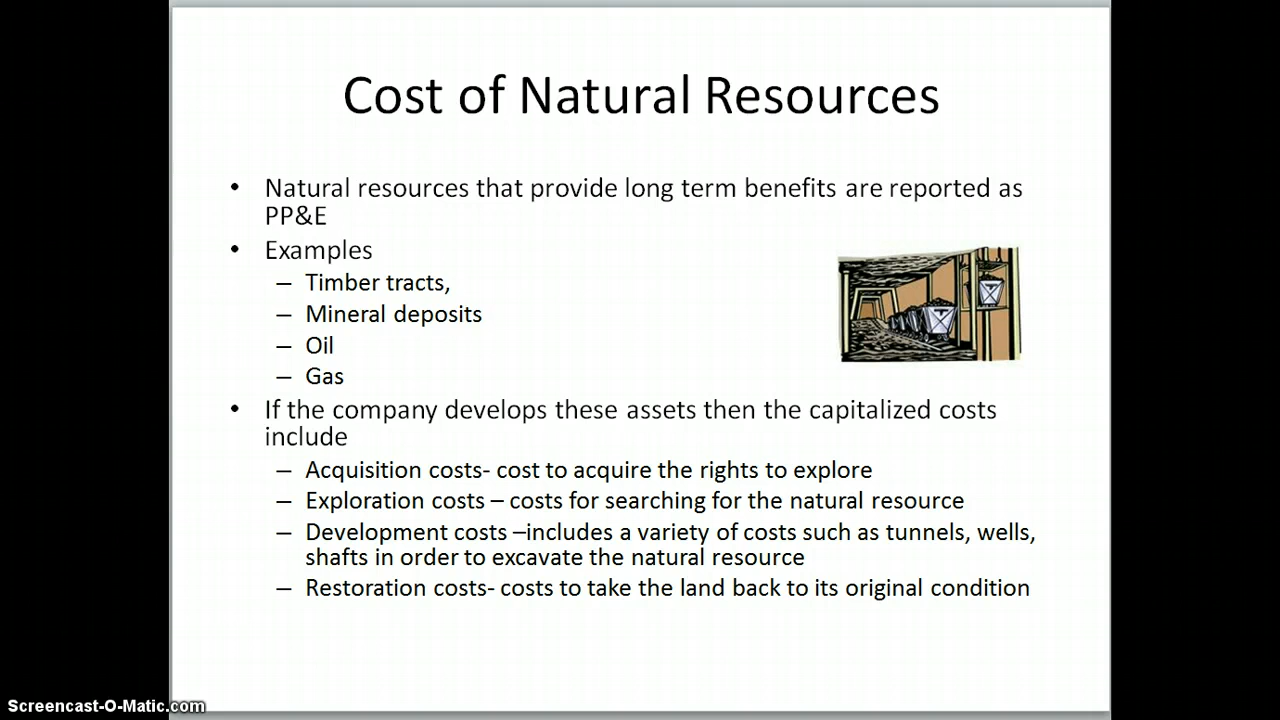 Cost of Natural Resources
• Natural resources that provide long term benefits are reported as
PP&E
• Examples
– Timber tracts,
– Mineral deposits
– Oil
– Gas
• If the company develops these assets then the capitalized costs
include
– Acquisition costs- cost to acquire the rights to explore
– Exploration costs – costs for searching for the natural resource
– Development costs –includes a variety of costs such as tunnels, wells,
shafts in order to excavate the natural resource
– Restoration costs- costs to take the land back to its original condition
Screencast-O-Matic.com